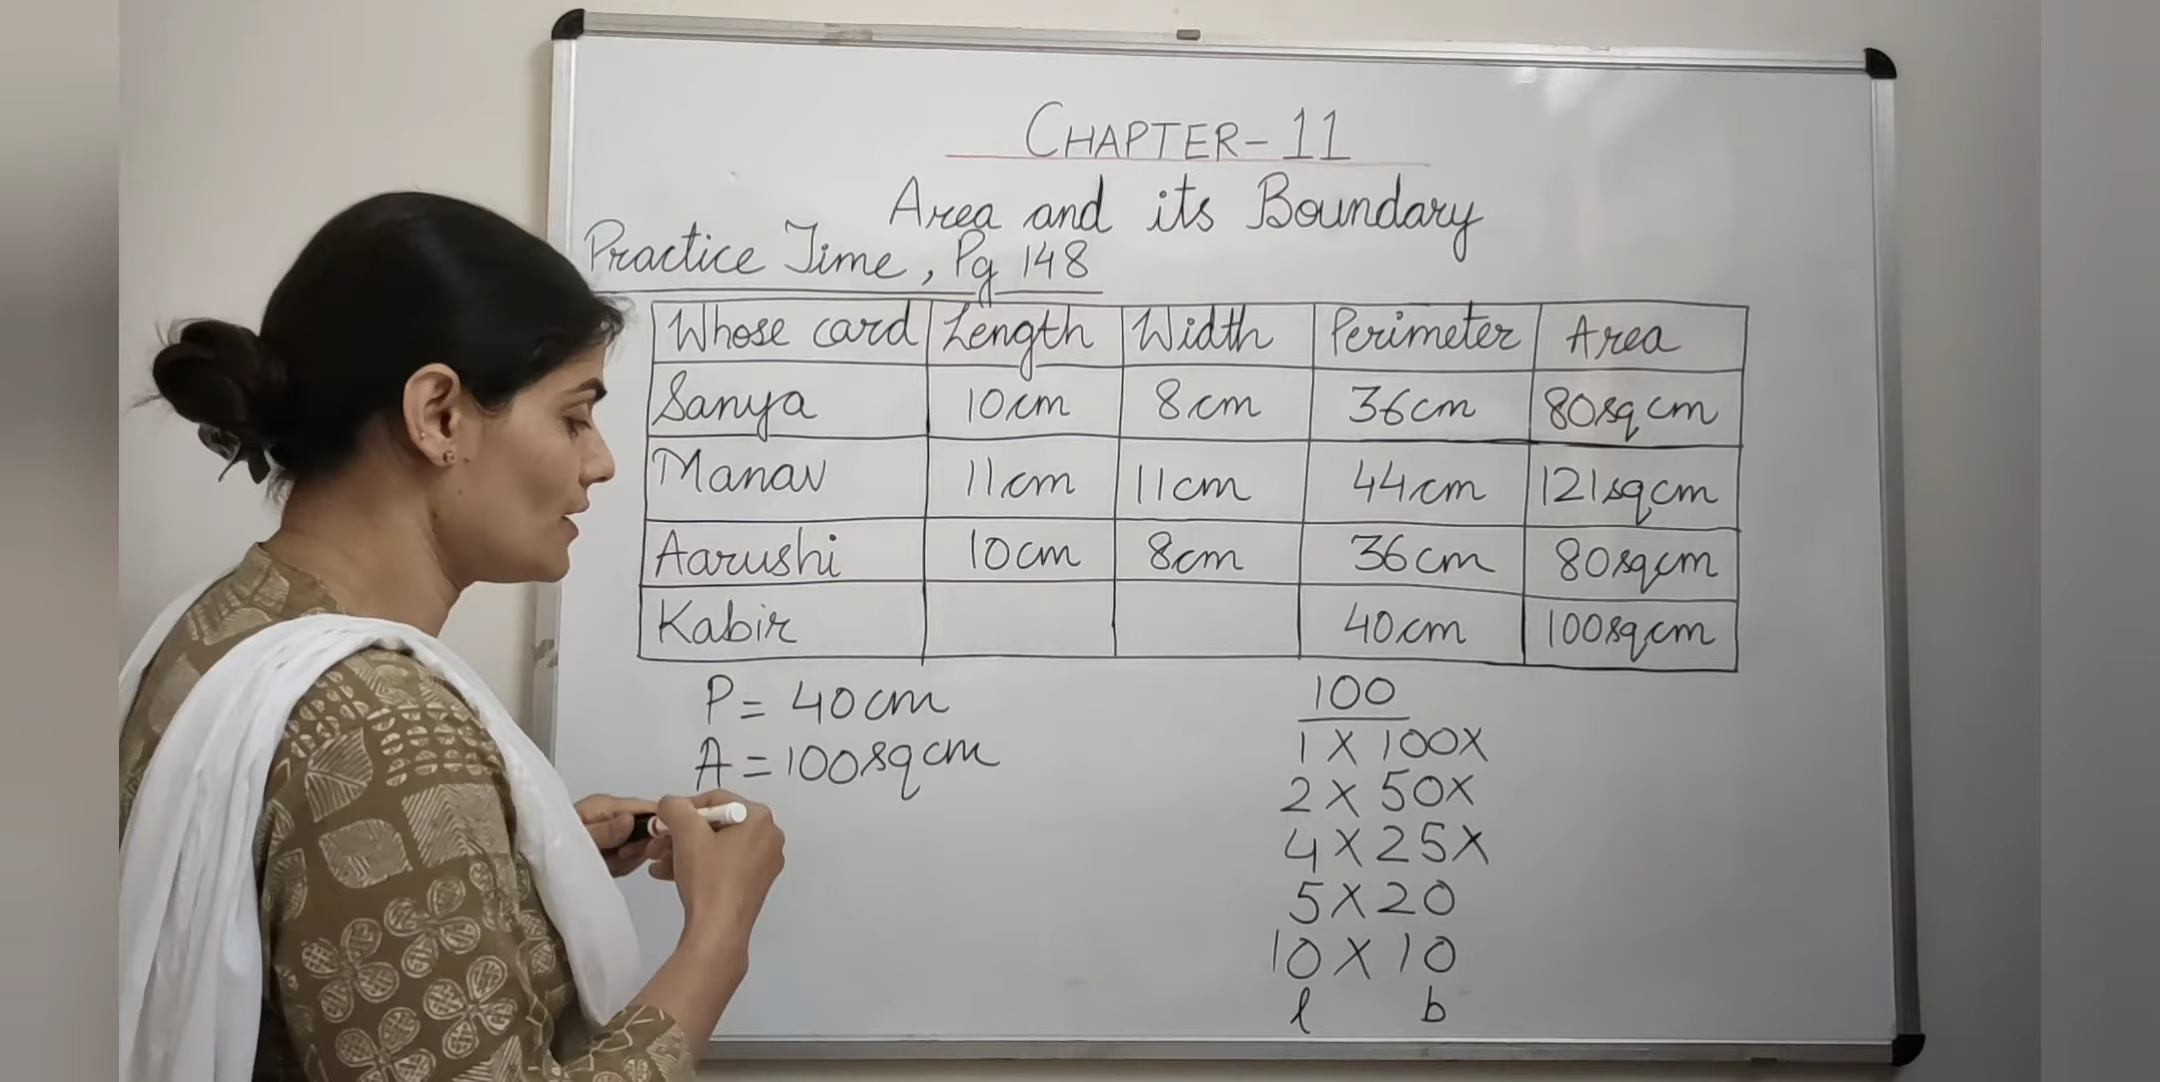 CHAPTER-11
Area and its Boundary
Practice Time, Pg 148
Whose card Length Width Perimeter Area
Sanya 10cm 8cm 36cm 80sqcm
Manav 11cm 11cm 44cm 121sqcm
Aarushi 10cm 8cm 36cm 80sqcm
Kabir 40cm 100sqcm
P = 40cm
A = 100sqcm
100
1 X 100X
2 X 50X
4 X 25X
5 X 20
10 X 10
l b